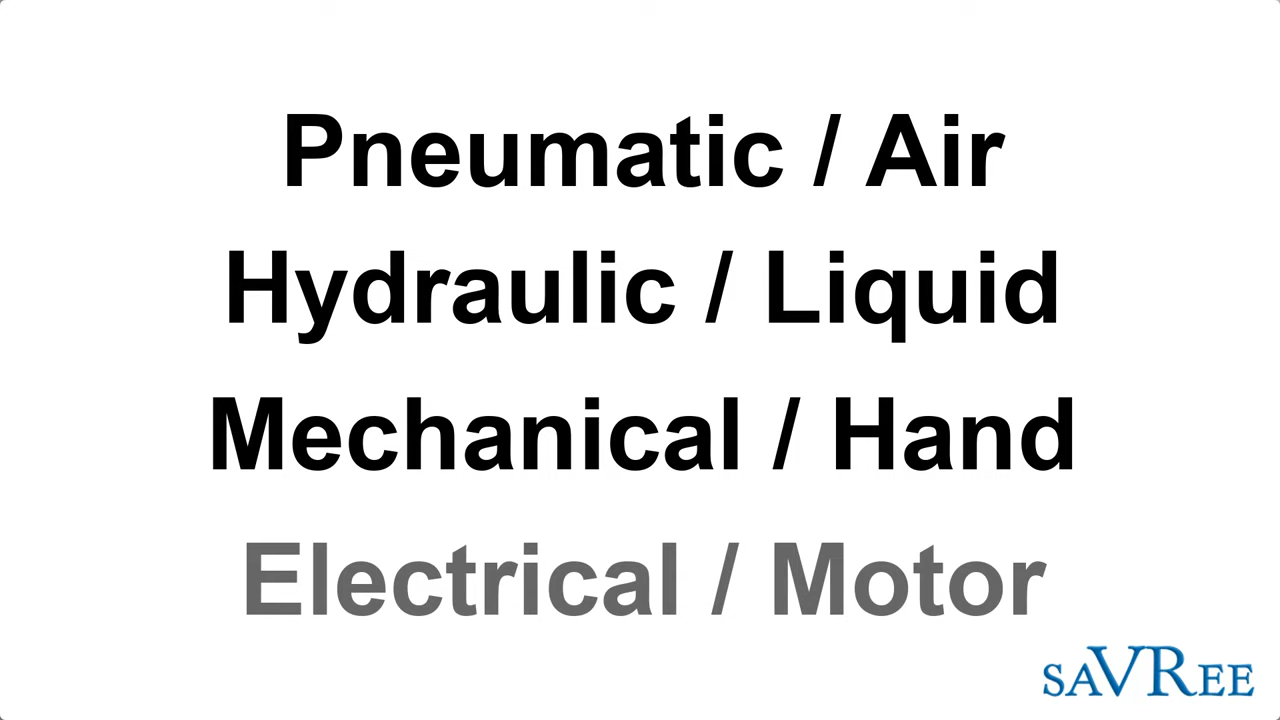 Pneumatic / Air
Hydraulic / Liquid
Mechanical / Hand
Electrical / Motor
saVRee